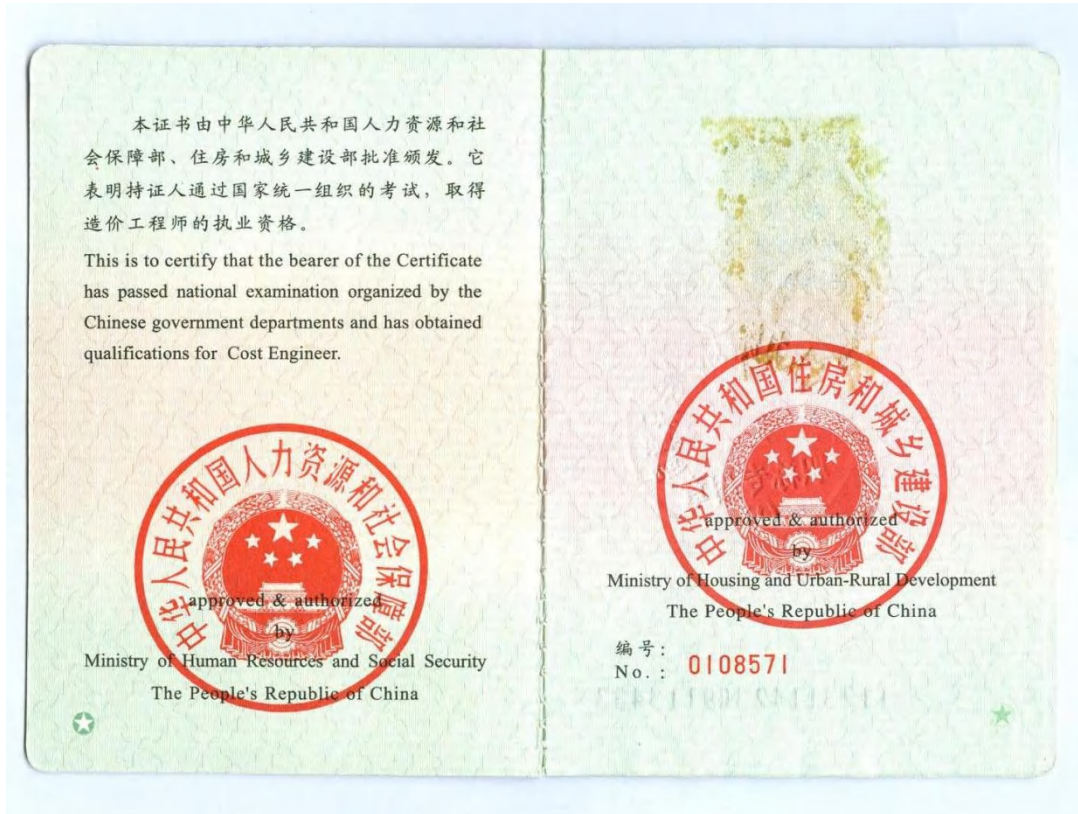 本证书由中华人民共和国人力资源和社
会保障部、住房和城乡建设部批准颁发。它
表明持证人通过国家统一组织的考试，取得
造价工程师的执业资格。
This is to certify that the bearer of the Certificate
has passed national examination organized by the
Chinese government departments and has obtained
qualifications for Cost Engineer.
中华人民共和国人力资源和社会保障部
approved & authorized
by
Ministry of Human Resources and Social Security
The People's Republic of China
中华人民共和国住房和城乡建设部
approved & authorized
by
Ministry of Housing and Urban-Rural Development
The People's Republic of China
编号：
No.： 0108571